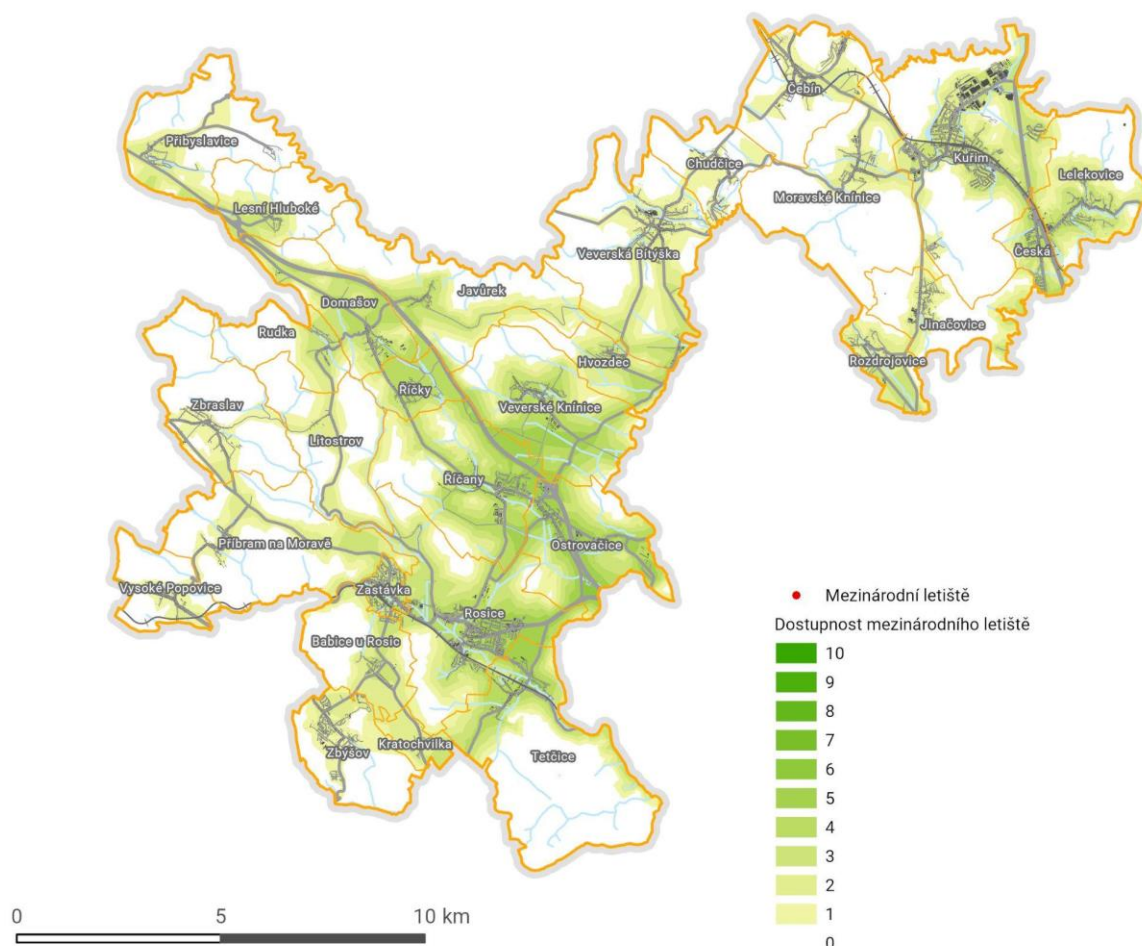 Čebín
Přibyslavice
Kuřim
Chudčice
Lelekovice
Moravské Knínice
Lesní Hluboké
Veverská Bítýška
Česká
Javůrek
Domašov
Jinačovice
Rudka
Hvozdec
Rozdrojovice
Říčky
Zbraslav
Veverské Knínice
Litostrov
Říčany
Příbram na Moravě
Ostrovačice
Vysoké Popovice
Zastávka
Mezinárodní letiště
Rosice
Dostupnost mezinárodního letiště
Babice u Rosic
10
9
8
Kratochvilka
Zbýšov
Tetčice
7
6
5
4
3
2
1
0
0 5 10 km